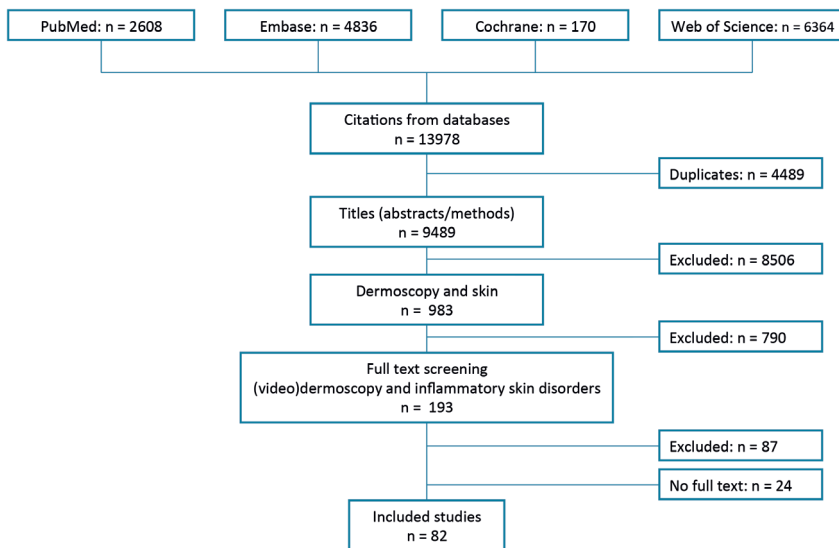 PubMed: n = 2608
Embase: n = 4836
Cochrane: n = 170
Web of Science: n = 6364
Citations from databases
n = 13978
Duplicates: n = 4489
Titles (abstracts/methods)
n = 9489
Excluded: n = 8506
Dermoscopy and skin
n = 983
Excluded: n = 790
Full text screening
(video)dermoscopy and inflammatory skin disorders
n = 193
Excluded: n = 87
No full text: n = 24
Included studies
n = 82